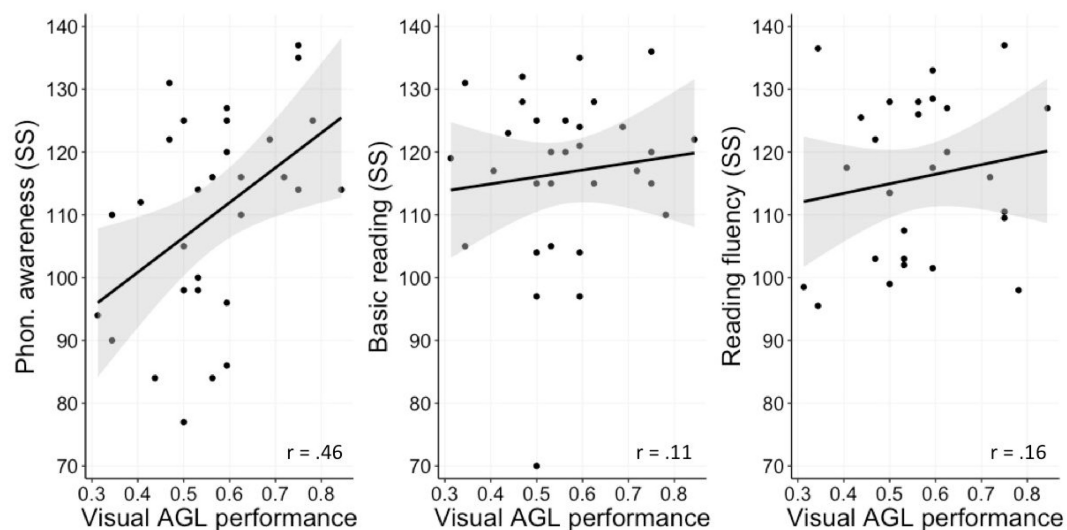 Phon. awareness (SS)
140
130
120
110
100
90
80
70
0.3 0.4 0.5 0.6 0.7 0.8
Visual AGL performance
r = .46
Basic reading (SS)
140
130
120
110
100
90
80
70
0.3 0.4 0.5 0.6 0.7 0.8
Visual AGL performance
r = .11
Reading fluency (SS)
140
130
120
110
100
90
80
70
0.3 0.4 0.5 0.6 0.7 0.8
Visual AGL performance
r = .16